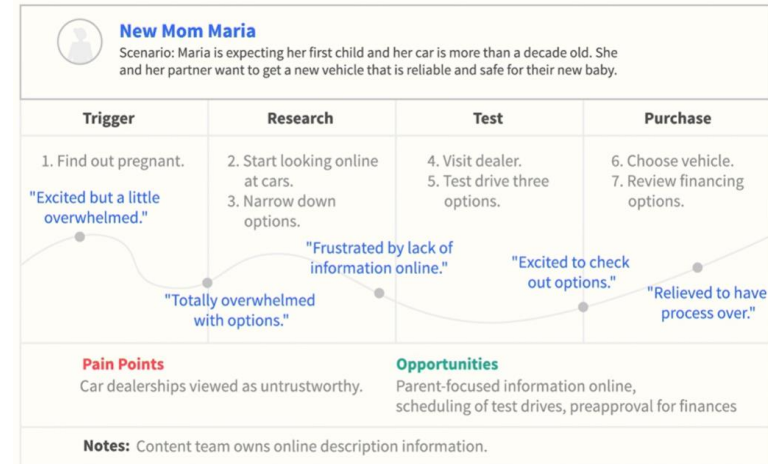 New Mom Maria
Scenario: Maria is expecting her first child and her car is more than a decade old. She
and her partner want to get a new vehicle that is reliable and safe for their new baby.
Trigger
Research
Test
Purchase
1. Find out pregnant.
2. Start looking online
at cars.
3. Narrow down
options.
4. Visit dealer.
5. Test drive three
options.
6. Choose vehicle.
7. Review financing
options.
"Excited but a little
overwhelmed."
"Totally overwhelmed
with options."
"Frustrated by lack of
information online."
"Excited to check
out options."
"Relieved to have
process over."
Pain Points
Car dealerships viewed as untrustworthy.
Opportunities
Parent-focused information online,
scheduling of test drives, preapproval for finances
Notes: Content team owns online description information.